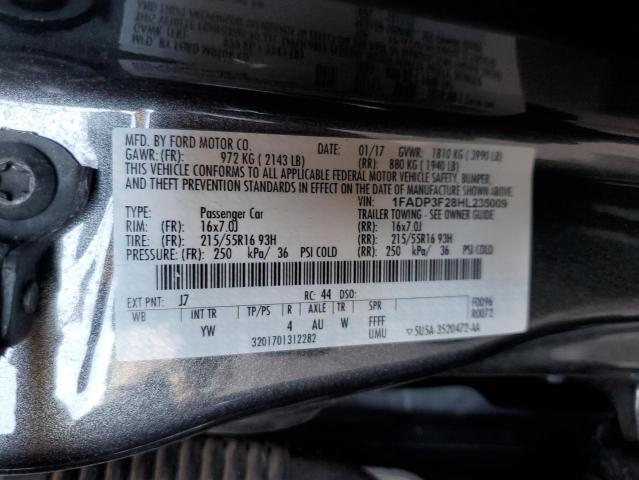 MFD. BY FORD MOTOR CO. DATE: 01/17 GVWR: 1810 KG ( 3990 LB)
GAWR: (FR): 972 KG ( 2143 LB) (RR): 880 KG ( 1940 LB)
THIS VEHICLE CONFORMS TO ALL APPLICABLE FEDERAL MOTOR VEHICLE SAFETY, BUMPER,
AND THEFT PREVENTION STANDARDS IN EFFECT ON THE DATE OF MANUFACTURE SHOWN ABOVE.
VIN: 1FADP3F28HL235009
TYPE: Passenger Car TRAILER TOWING - SEE OWNER GUIDE
RIM: (FR): 16x7.0J (RR): 16x7.0J
TIRE: (FR): 215/55R16 93H (RR): 215/55R16 93H
PRESSURE: (FR): 250 kPa/ 36 PSI COLD (RR): 250 kPa/ 36 PSI COLD
EXT PNT: J7 RC: 44 DSO: F0096
WB INT TR TP/PS R AXLE TR SPR R0072
YW 4 AU W FFFF
3201701312282 UMU 5U5A-3520472-AA